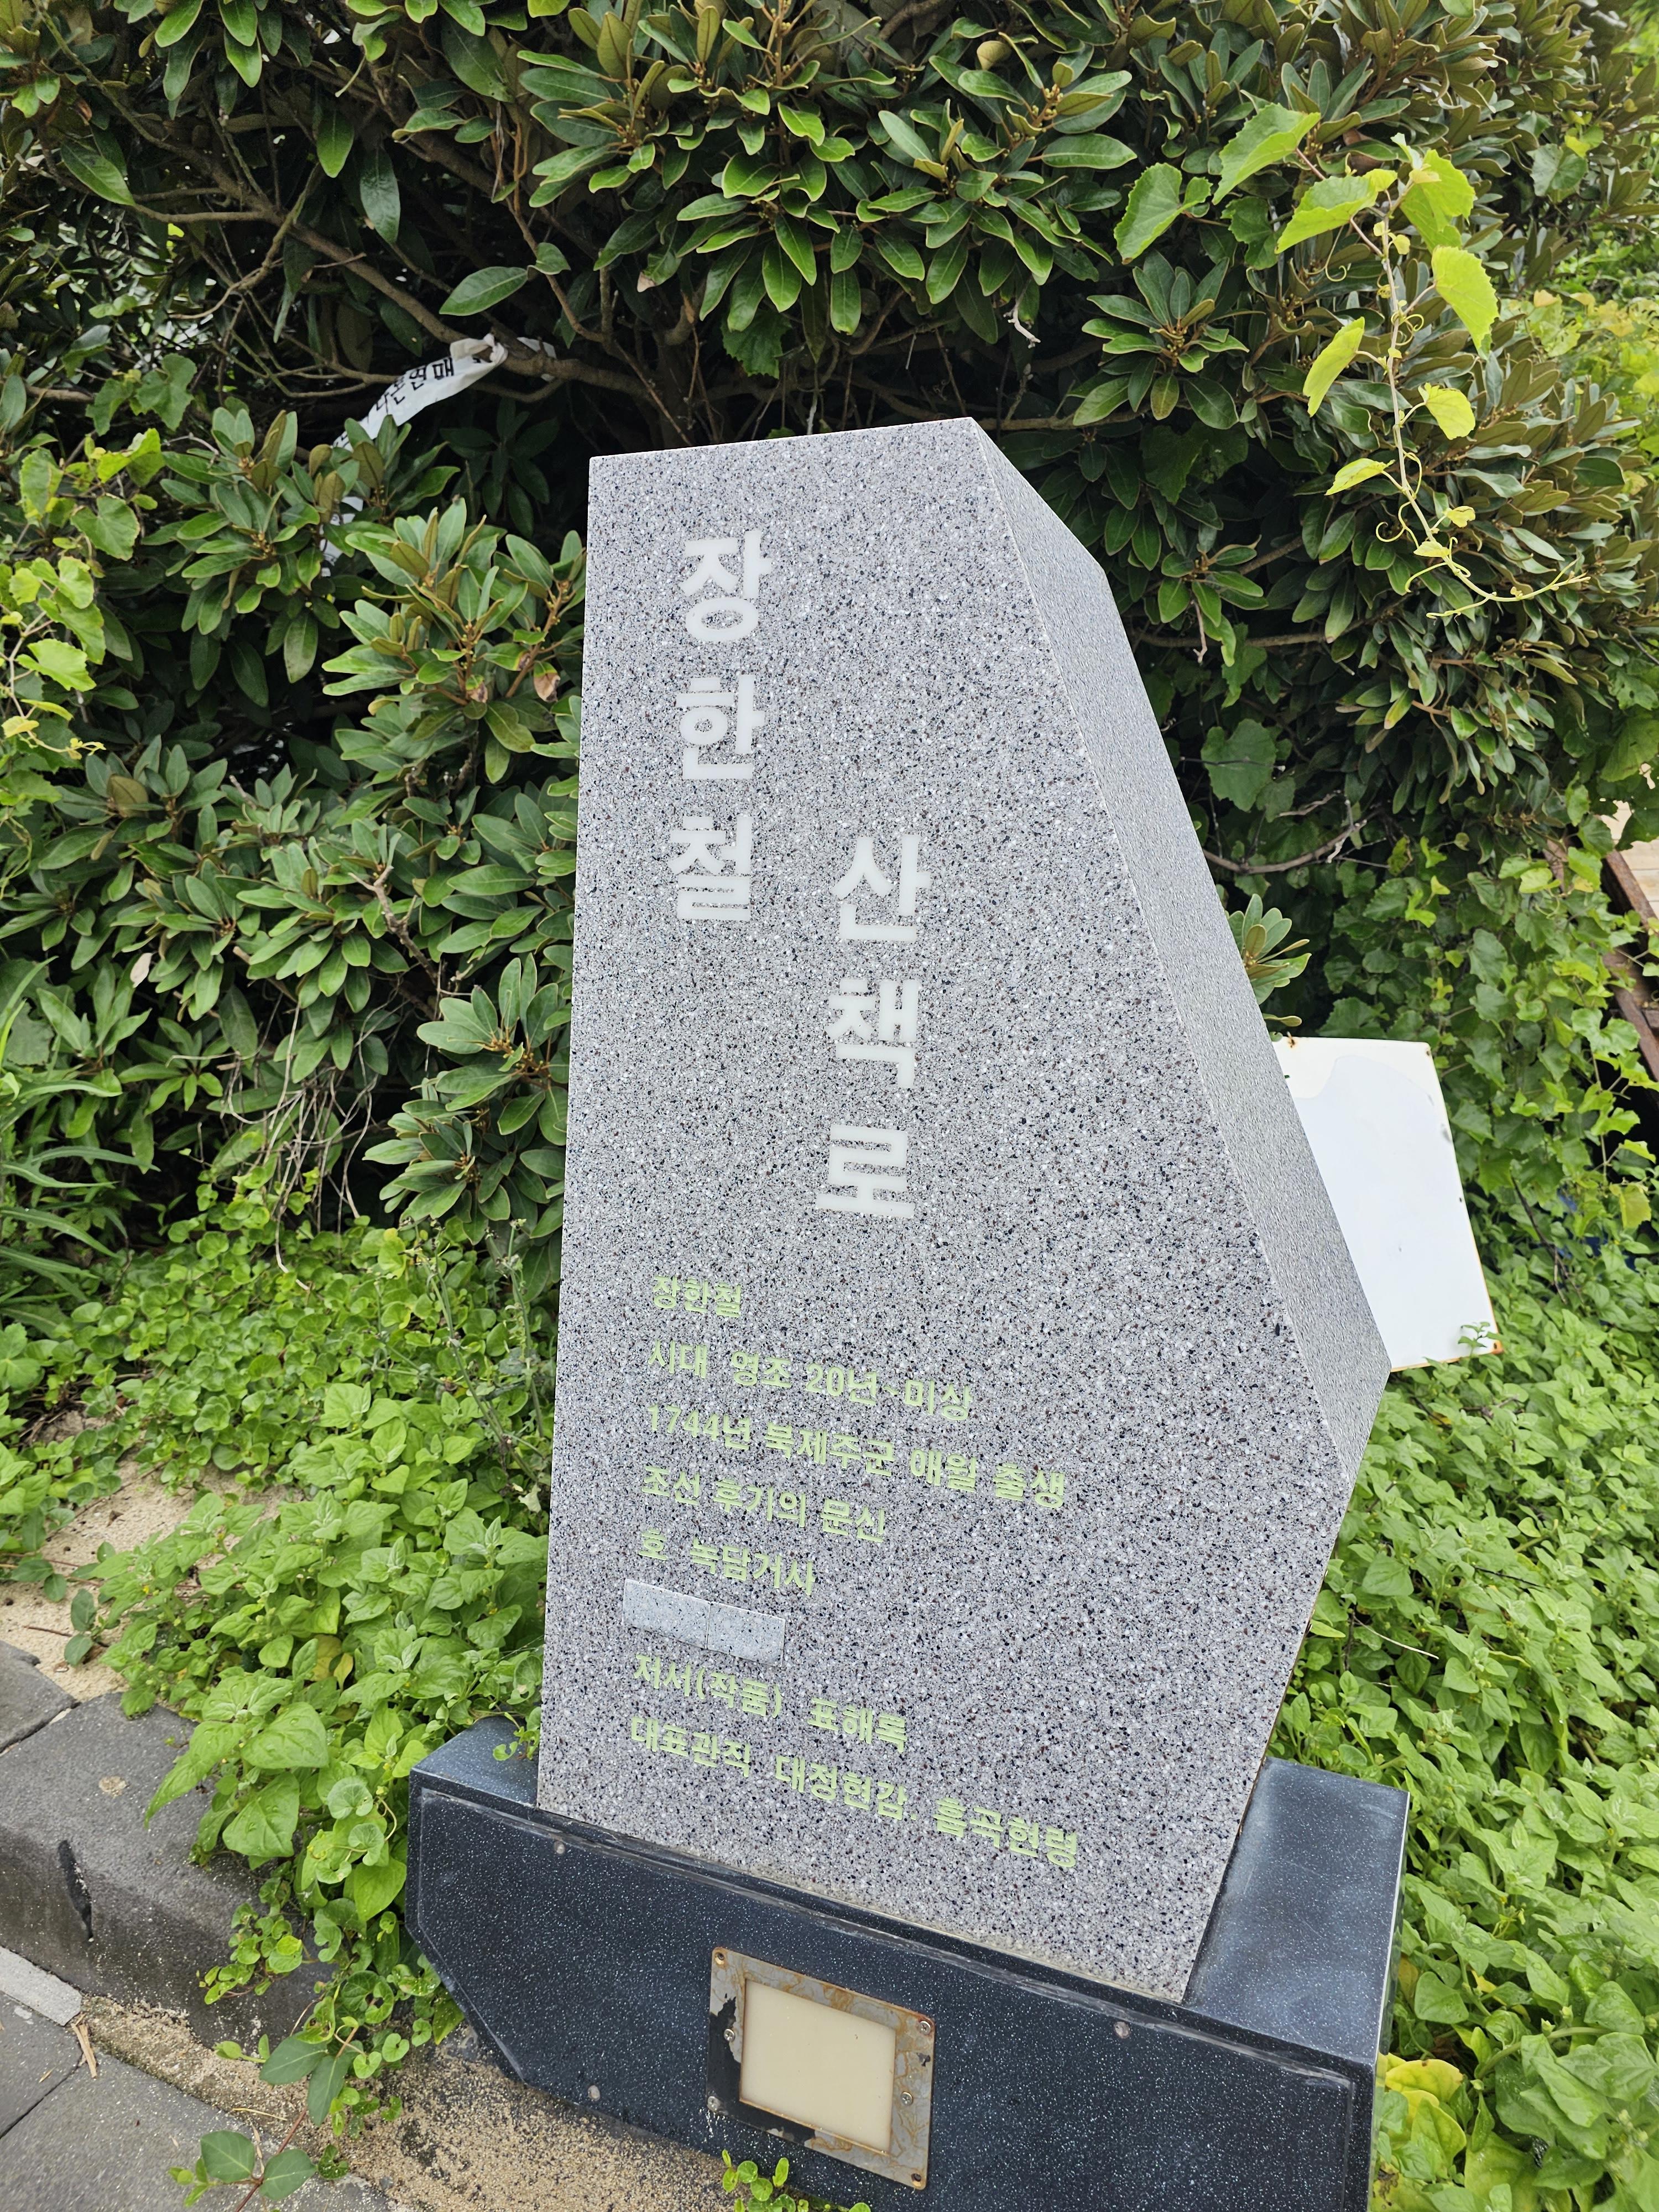 장한철
산책로
장한철
시대 영조 20년~미상
1744년 북제주군 애월 출생
조선 후기의 문신
호 녹담거사
저서(작품) 표해록
대표관직 대정현감. 흡곡현령